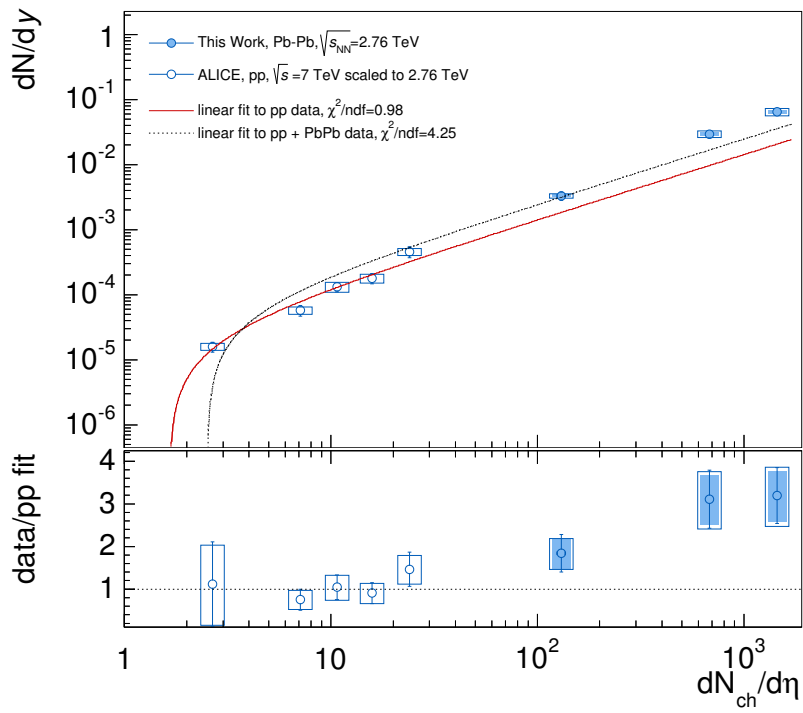 dN/dy
1
10⁻¹
10⁻²
10⁻³
10⁻⁴
10⁻⁵
10⁻⁶
This Work, Pb-Pb, √s_NN=2.76 TeV
ALICE, pp, √s =7 TeV scaled to 2.76 TeV
linear fit to pp data, χ²/ndf=0.98
linear fit to pp + PbPb data, χ²/ndf=4.25
data/pp fit
4
3
2
1
1 10 10² 10³
dN_ch/dη